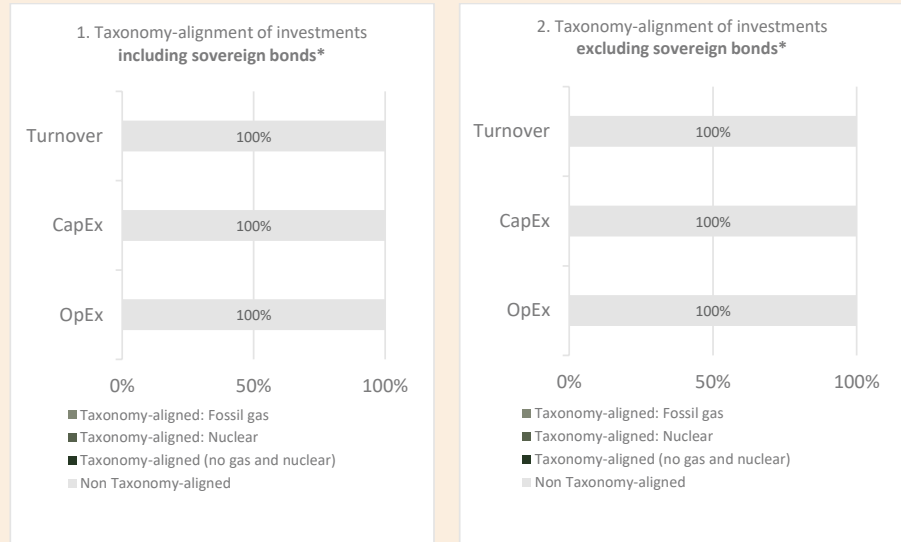 1. Taxonomy-alignment of investments
including sovereign bonds*
Turnover
100%
CapEx
100%
OpEx
100%
0%
50%
100%
Taxonomy-aligned: Fossil gas
Taxonomy-aligned: Nuclear
Taxonomy-aligned (no gas and nuclear)
Non Taxonomy-aligned
2. Taxonomy-alignment of investments
excluding sovereign bonds*
Turnover
100%
CapEx
100%
OpEx
100%
0%
50%
100%
Taxonomy-aligned: Fossil gas
Taxonomy-aligned: Nuclear
Taxonomy-aligned (no gas and nuclear)
Non Taxonomy-aligned